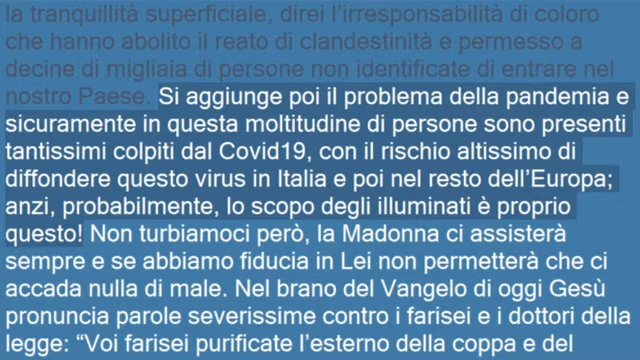 la tranquillità superficiale, direi l’irresponsabilità di coloro
che hanno abolito il reato di clandestinità e permesso a
decine di migliaia di persone non identificate di entrare nel
nostro Paese. Si aggiunge poi il problema della pandemia e
sicuramente in questa moltitudine di persone sono presenti
tantissimi colpiti dal Covid19, con il rischio altissimo di
diffondere questo virus in Italia e poi nel resto dell’Europa;
anzi, probabilmente, lo scopo degli illuminati è proprio
questo! Non turbiamoci però, la Madonna ci assisterà
sempre e se abbiamo fiducia in Lei non permetterà che ci
accada nulla di male. Nel brano del Vangelo di oggi Gesù
pronuncia parole severissime contro i farisei e i dottori della
legge: “Voi farisei purificate l’esterno della coppa e del